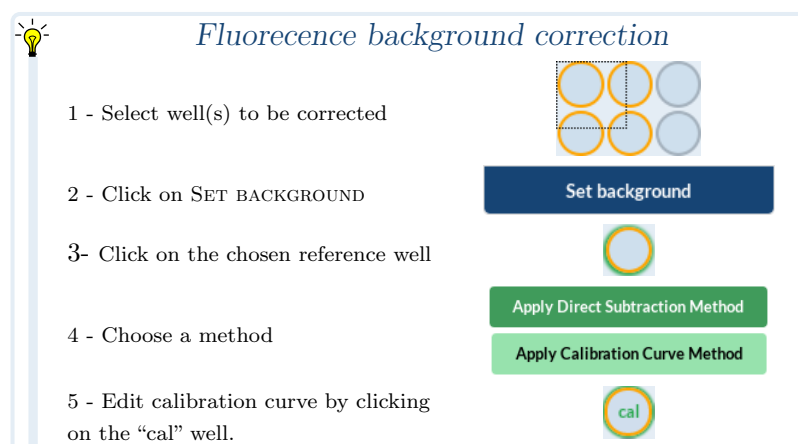 Fluorecence background correction
1 - Select well(s) to be corrected
2 - Click on SET BACKGROUND
Set background
3- Click on the chosen reference well
Apply Direct Subtraction Method
4 - Choose a method
Apply Calibration Curve Method
5 - Edit calibration curve by clicking
on the “cal” well.
cal